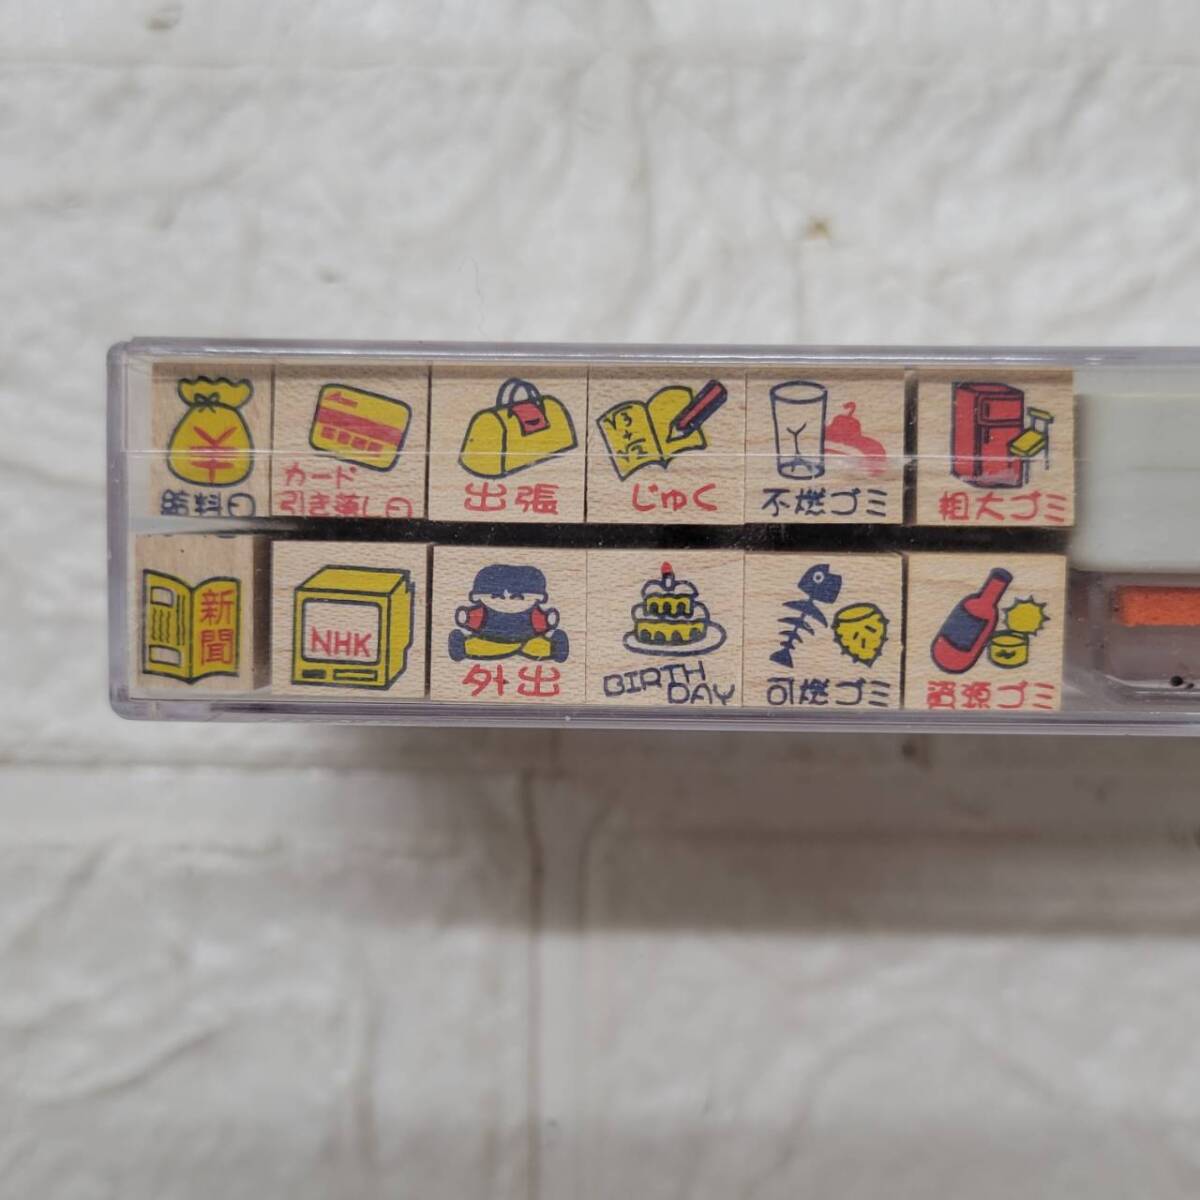 ¥
給料日
カード
引き落し日
出張
√3
じゅく
不燃ゴミ
粗大ゴミ
新聞
NHK
外出
BIRTH
DAY
可燃ゴミ
資源ゴミ